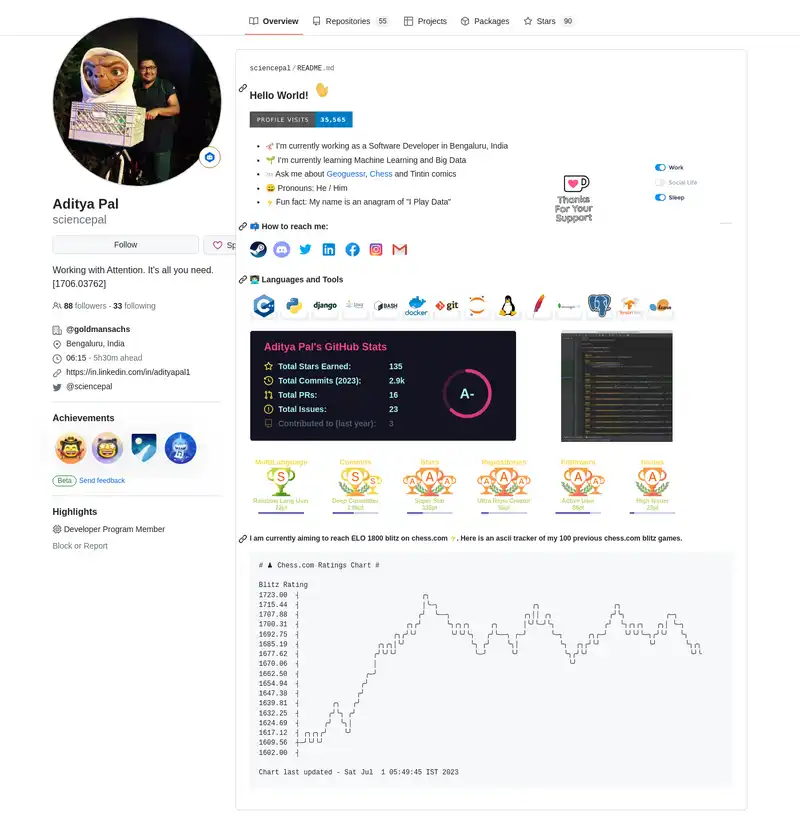 Overview
Repositories 55
Projects
Packages
Stars 90
Aditya Pal
sciencepal
Follow
Sp
Working with Attention. It's all you need.
[1706.03762]
88 followers · 33 following
@goldmansachs
Bengaluru, India
06:15 - 5h30m ahead
https://in.linkedin.com/in/adityapal1
@sciencepal
Achievements
Beta Send feedback
Highlights
Developer Program Member
Block or Report
sciencepal/README.md
Hello World!
PROFILE VISITS 35,565
I'm currently working as a Software Developer in Bengaluru, India
I'm currently learning Machine Learning and Big Data
Ask me about Geoguessr, Chess and Tintin comics
Pronouns: He / Him
Fun fact: My name is an anagram of "I Play Data"
Thanks
For Your
Support
Work
Social Life
Sleep
How to reach me:
Languages and Tools
django
BASH
docker
git
Aditya Pal's GitHub Stats
Total Stars Earned: 135
Total Commits (2023): 2.9k
Total PRs: 16
Total Issues: 23
Contributed to (last year): 3
A-
MultiLanguage
Commits
Stars
Repositories
Followers
Issues
S
S
A
A
A
A
Rainbow Lang User
Deep Committer
Super Star
Ultra Repo Creator
Active User
High Issuer
I am currently aiming to reach ELO 1800 blitz on chess.com . Here is an ascii tracker of my 100 previous chess.com blitz games.
# ♟ Chess.com Ratings Chart #
Blitz Rating
1723.00
1715.44
1707.88
1700.31
1692.75
1685.19
1677.62
1670.06
1662.50
1654.94
1647.38
1639.81
1632.25
1624.69
1617.12
1609.56
1602.00
Chart last updated - Sat Jul 1 05:49:45 IST 2023